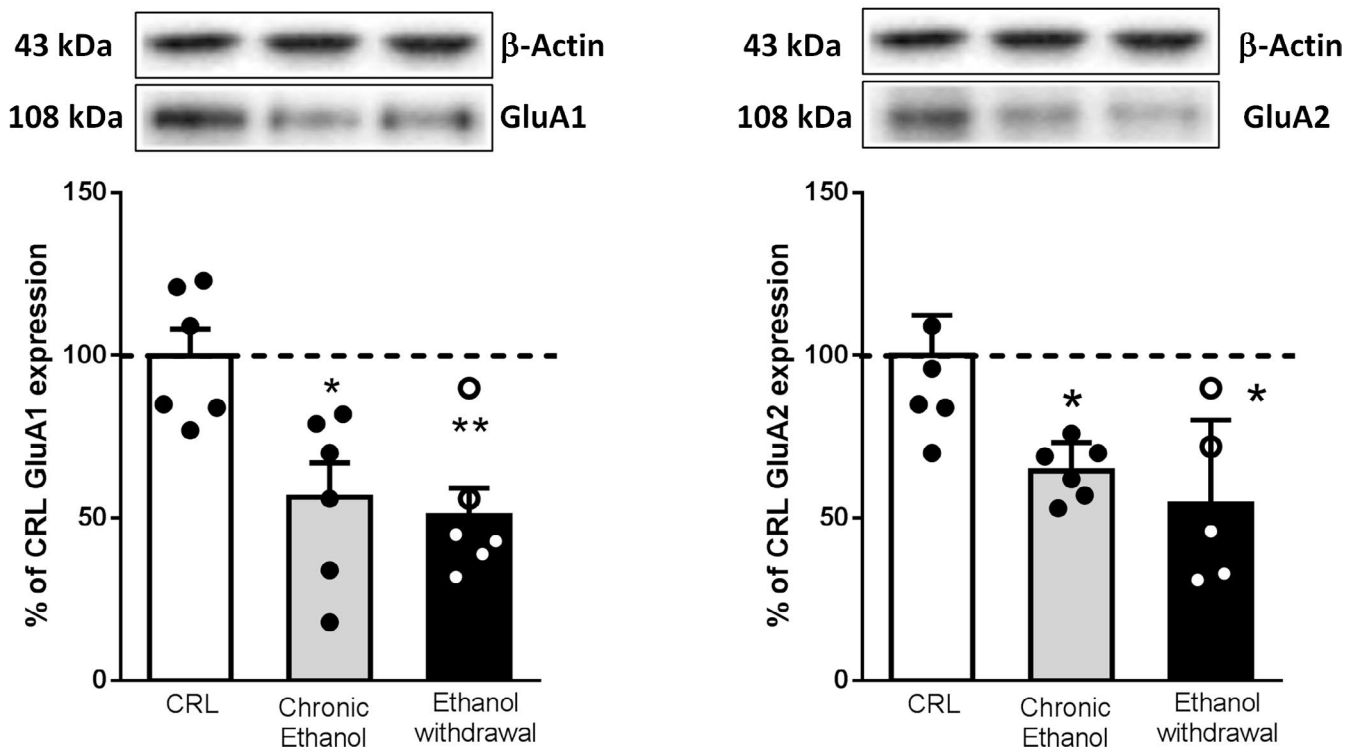 43 kDa
β-Actin
108 kDa
GluA1
150
100
50
0
% of CRL GluA1 expression
*
**
CRL
Chronic
Ethanol
Ethanol
withdrawal
43 kDa
β-Actin
108 kDa
GluA2
150
100
50
0
% of CRL GluA2 expression
*
*
CRL
Chronic
Ethanol
Ethanol
withdrawal